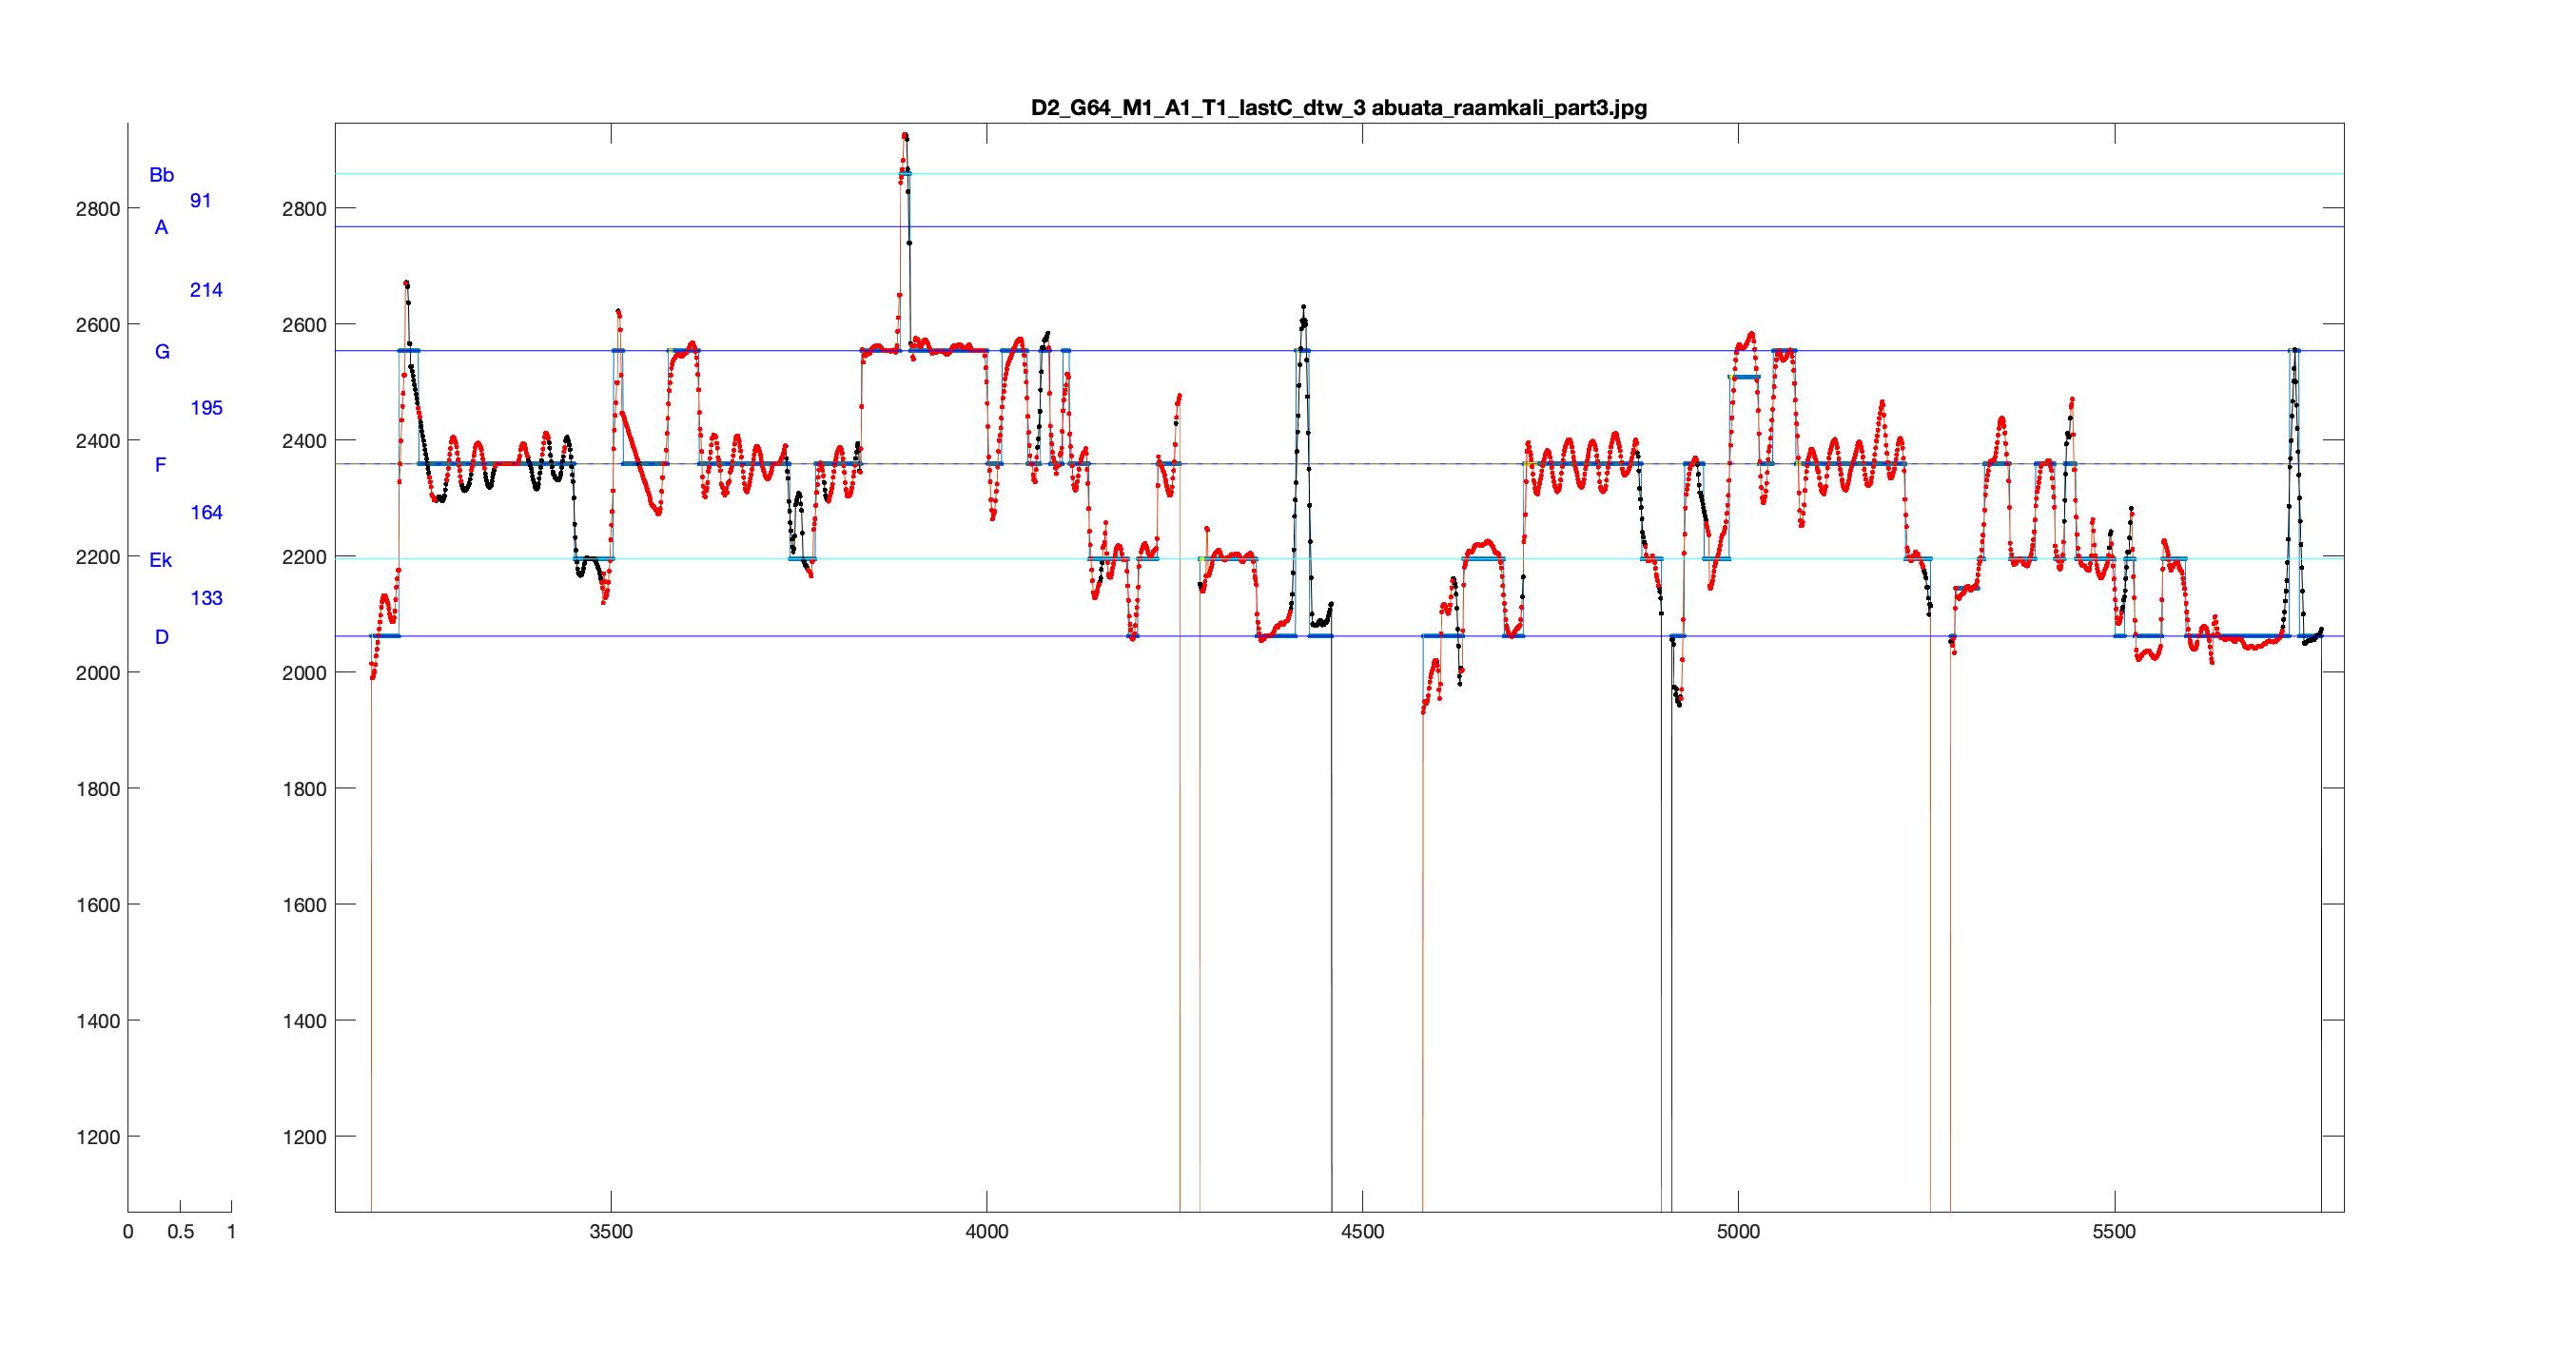 D2_G64_M1_A1_T1_lastC_dtw_3 abuata_raamkali_part3.jpg
Bb
91
2800 2800
A
214
2600 2600
G
195
2400 2400
F
164
2200 Ek 2200
133
D
2000 2000
1800 1800
1600 1600
1400 1400
1200 1200
0 0.5 1 3500 4000 4500 5000 5500